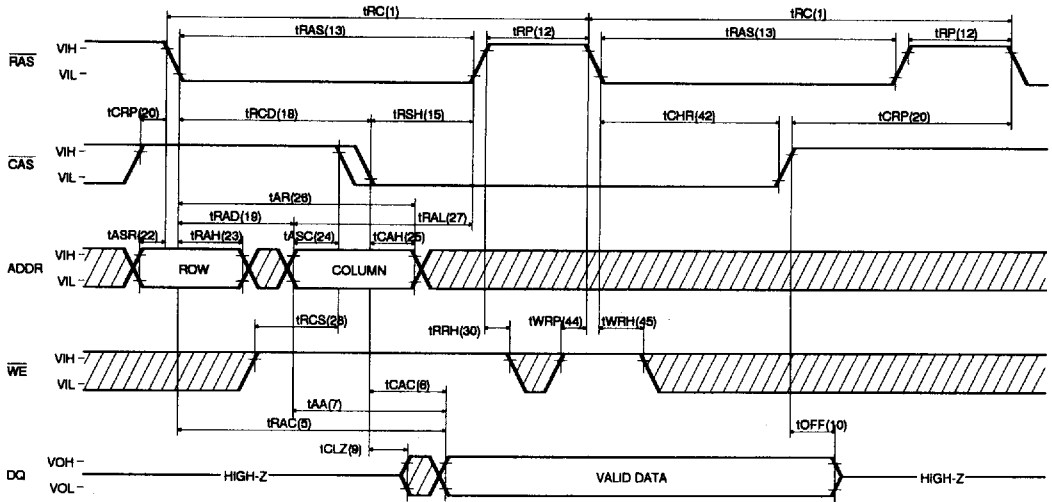 tRC(1) tRC(1)
tRAS(13) tRP(12) tRAS(13) tRP(12)
RAS VIH
VIL
tCRP(20) tRCD(18) tRSH(15) tCHR(42) tCRP(20)
CAS VIH
VIL
tAR(26)
tRAD(19) tRAL(27)
tASR(22) tRAH(23) tASC(24) tCAH(25)
ADDR VIH ROW COLUMN
VIL
tRCS(28) tRRH(30) tWRP(44) tWRH(45)
WE VIH
VIL
tCAC(6)
tAA(7)
tRAC(5) tOFF(10)
tCLZ(9)
DQ VOH HIGH-Z VALID DATA HIGH-Z
VOL